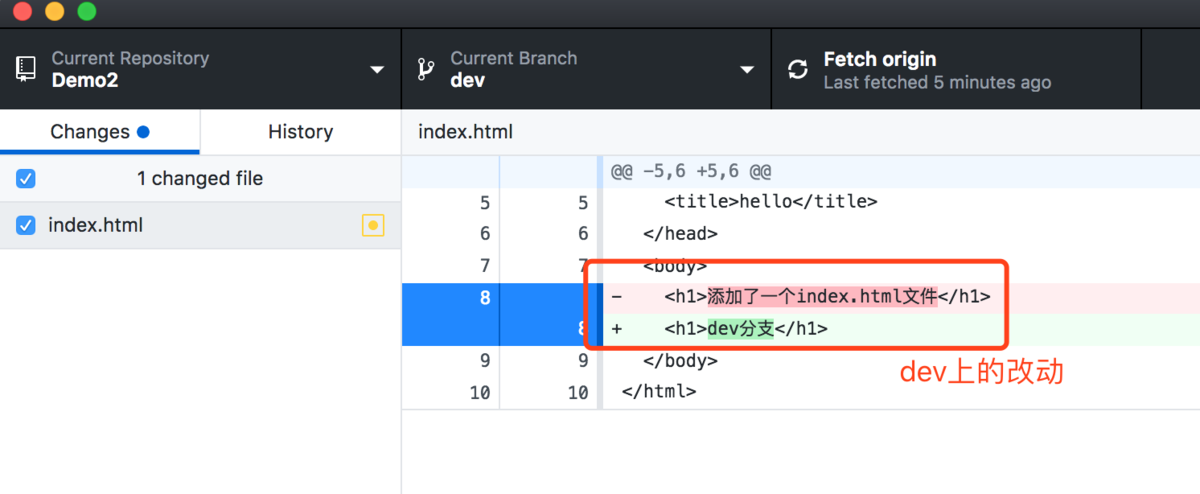 Current Repository
Demo2
Current Branch
dev
Fetch origin
Last fetched 5 minutes ago
Changes
History
index.html
1 changed file
index.html
@@ -5,6 +5,6 @@
5 5 <title>hello</title>
6 6 </head>
7 7 <body>
8 - <h1>添加了一个index.html文件</h1>
8 + <h1>dev分支</h1>
9 9 </body>
10 10 </html>
dev上的改动